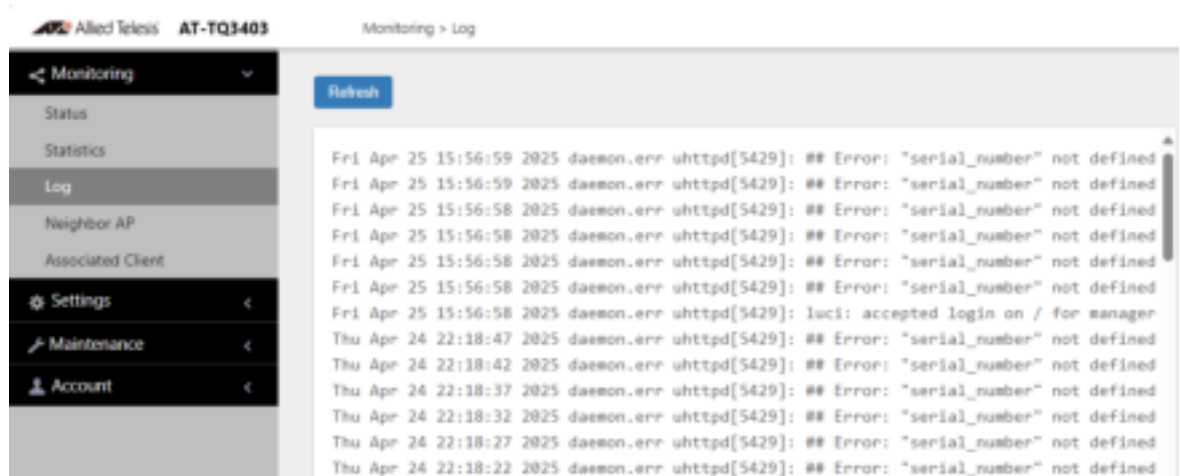 Allied Telesis AT-TQ3403 Monitoring > Log
Monitoring
Status
Statistics
Log
Neighbor AP
Associated Client
Settings
Maintenance
Account
Refresh
Fri Apr 25 15:56:59 2025 daemon.err uhttpd[5429]: ## Error: "serial_number" not defined
Fri Apr 25 15:56:59 2025 daemon.err uhttpd[5429]: ## Error: "serial_number" not defined
Fri Apr 25 15:56:58 2025 daemon.err uhttpd[5429]: ## Error: "serial_number" not defined
Fri Apr 25 15:56:58 2025 daemon.err uhttpd[5429]: ## Error: "serial_number" not defined
Fri Apr 25 15:56:58 2025 daemon.err uhttpd[5429]: ## Error: "serial_number" not defined
Fri Apr 25 15:56:58 2025 daemon.err uhttpd[5429]: ## Error: "serial_number" not defined
Fri Apr 25 15:56:58 2025 daemon.err uhttpd[5429]: luci: accepted login on / for manager
Thu Apr 24 22:18:47 2025 daemon.err uhttpd[5429]: ## Error: "serial_number" not defined
Thu Apr 24 22:18:42 2025 daemon.err uhttpd[5429]: ## Error: "serial_number" not defined
Thu Apr 24 22:18:37 2025 daemon.err uhttpd[5429]: ## Error: "serial_number" not defined
Thu Apr 24 22:18:32 2025 daemon.err uhttpd[5429]: ## Error: "serial_number" not defined
Thu Apr 24 22:18:27 2025 daemon.err uhttpd[5429]: ## Error: "serial_number" not defined
Thu Apr 24 22:18:22 2025 daemon.err uhttpd[5429]: ## Error: "serial_number" not defined